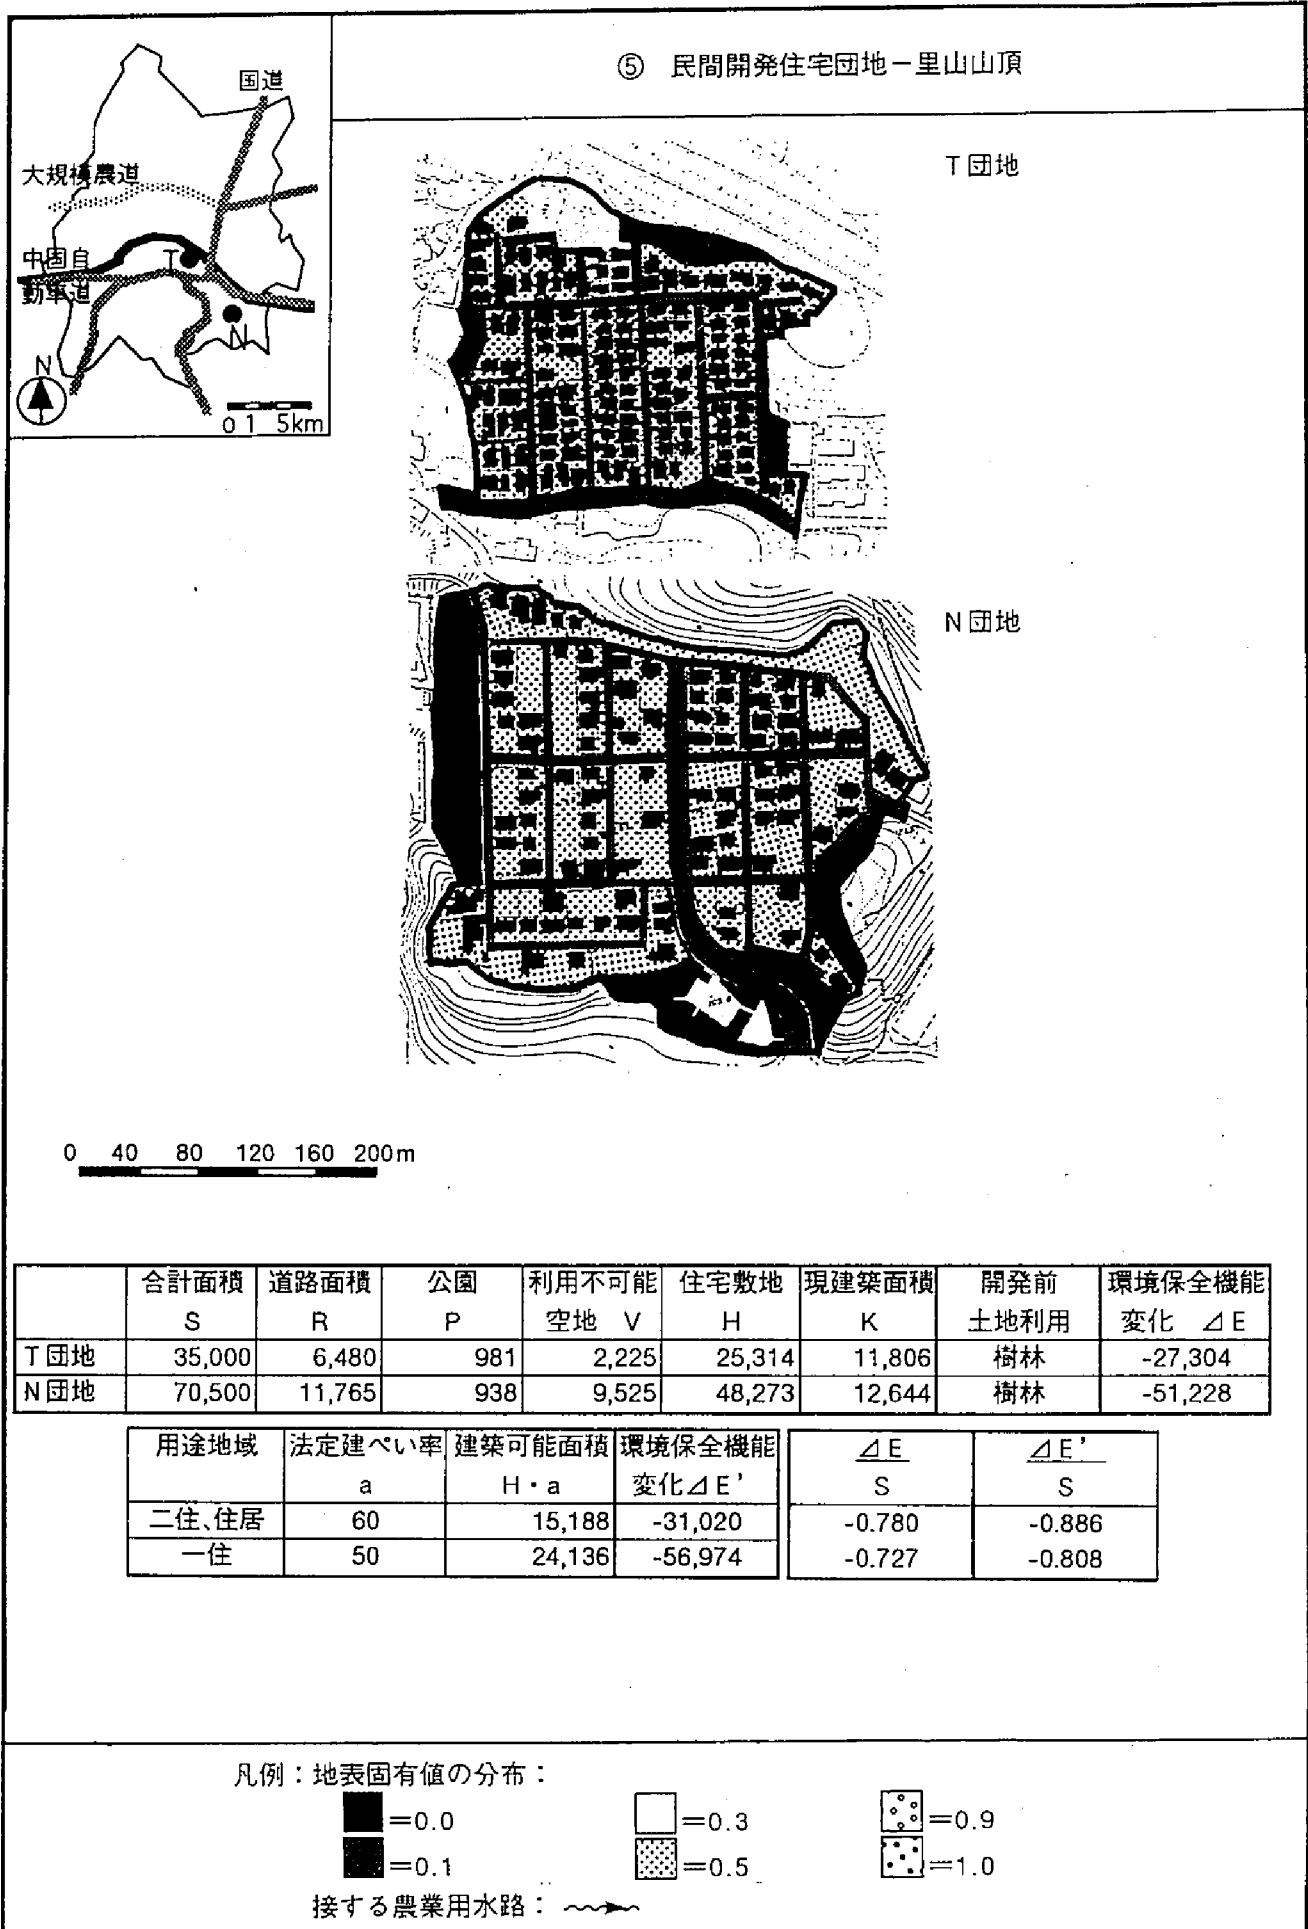 ⑤ 民間開発住宅団地－里山山頂
国道
大規模農道
中国自
動車道
T
N
N
0 1 5km
T団地
N団地
0 40 80 120 160 200m
合計面積 道路面積 公園 利用不可能 住宅敷地 現建築面積 開発前 環境保全機能
S R P 空地 V H K 土地利用 変化 ⊿E
T団地 35,000 6,480 981 2,225 25,314 11,806 樹林 -27,304
N団地 70,500 11,765 938 9,525 48,273 12,644 樹林 -51,228
用途地域 法定建ぺい率 建築可能面積 環境保全機能 ⊿E ⊿E'
a H・a 変化⊿E' S S
二住、住居 60 15,188 -31,020 -0.780 -0.886
一住 50 24,136 -56,974 -0.727 -0.808
凡例：地表固有値の分布：
=0.0 =0.3 =0.9
=0.1 =0.5 =1.0
接する農業用水路：